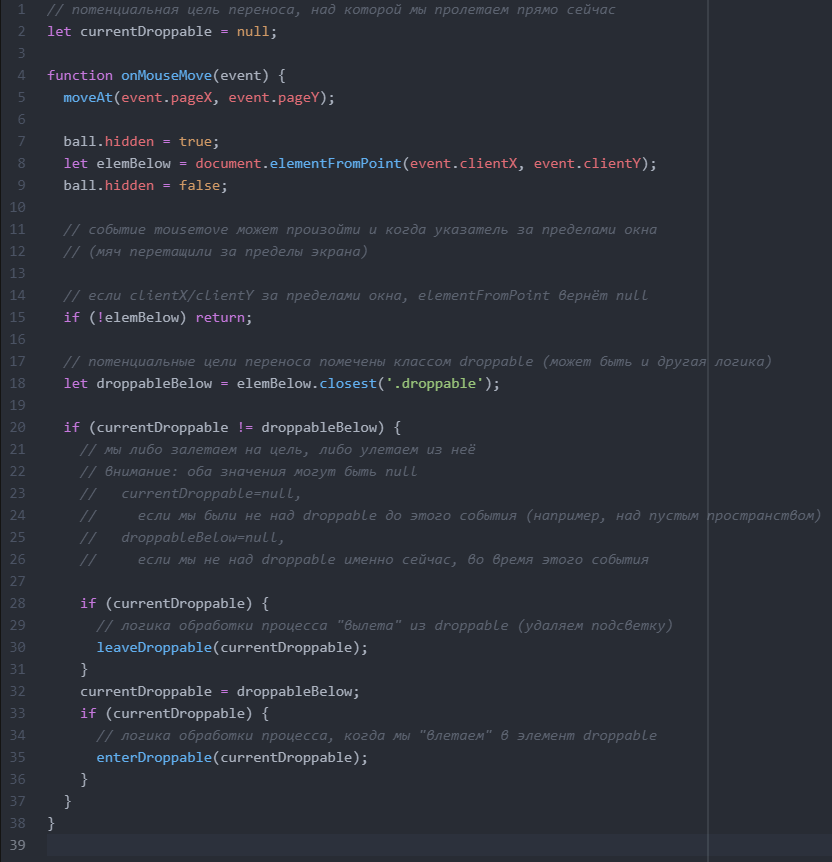 1 // потенциальная цель переноса, над которой мы пролетаем прямо сейчас
2 let currentDroppable = null;
3
4 function onMouseMove(event) {
5   moveAt(event.pageX, event.pageY);
6
7   ball.hidden = true;
8   let elemBelow = document.elementFromPoint(event.clientX, event.clientY);
9   ball.hidden = false;
10
11   // событие mousemove может произойти и когда указатель за пределами окна
12   // (мяч перетащили за пределы экрана)
13
14   // если clientX/clientY за пределами окна, elementFromPoint вернём null
15   if (!elemBelow) return;
16
17   // потенциальные цели переноса помечены классом droppable (может быть и другая логика)
18   let droppableBelow = elemBelow.closest('.droppable');
19
20   if (currentDroppable != droppableBelow) {
21     // мы либо залетаем на цель, либо улетаем из неё
22     // внимание: оба значения могут быть null
23     //   currentDroppable=null,
24     //     если мы были не над droppable до этого события (например, над пустым пространством)
25     //   droppableBelow=null,
26     //     если мы не над droppable именно сейчас, во время этого события
27
28     if (currentDroppable) {
29       // логика обработки процесса "вылета" из droppable (удаляем подсветку)
30       leaveDroppable(currentDroppable);
31     }
32     currentDroppable = droppableBelow;
33     if (currentDroppable) {
34       // логика обработки процесса, когда мы "влетаем" в элемент droppable
35       enterDroppable(currentDroppable);
36     }
37   }
38 }
39